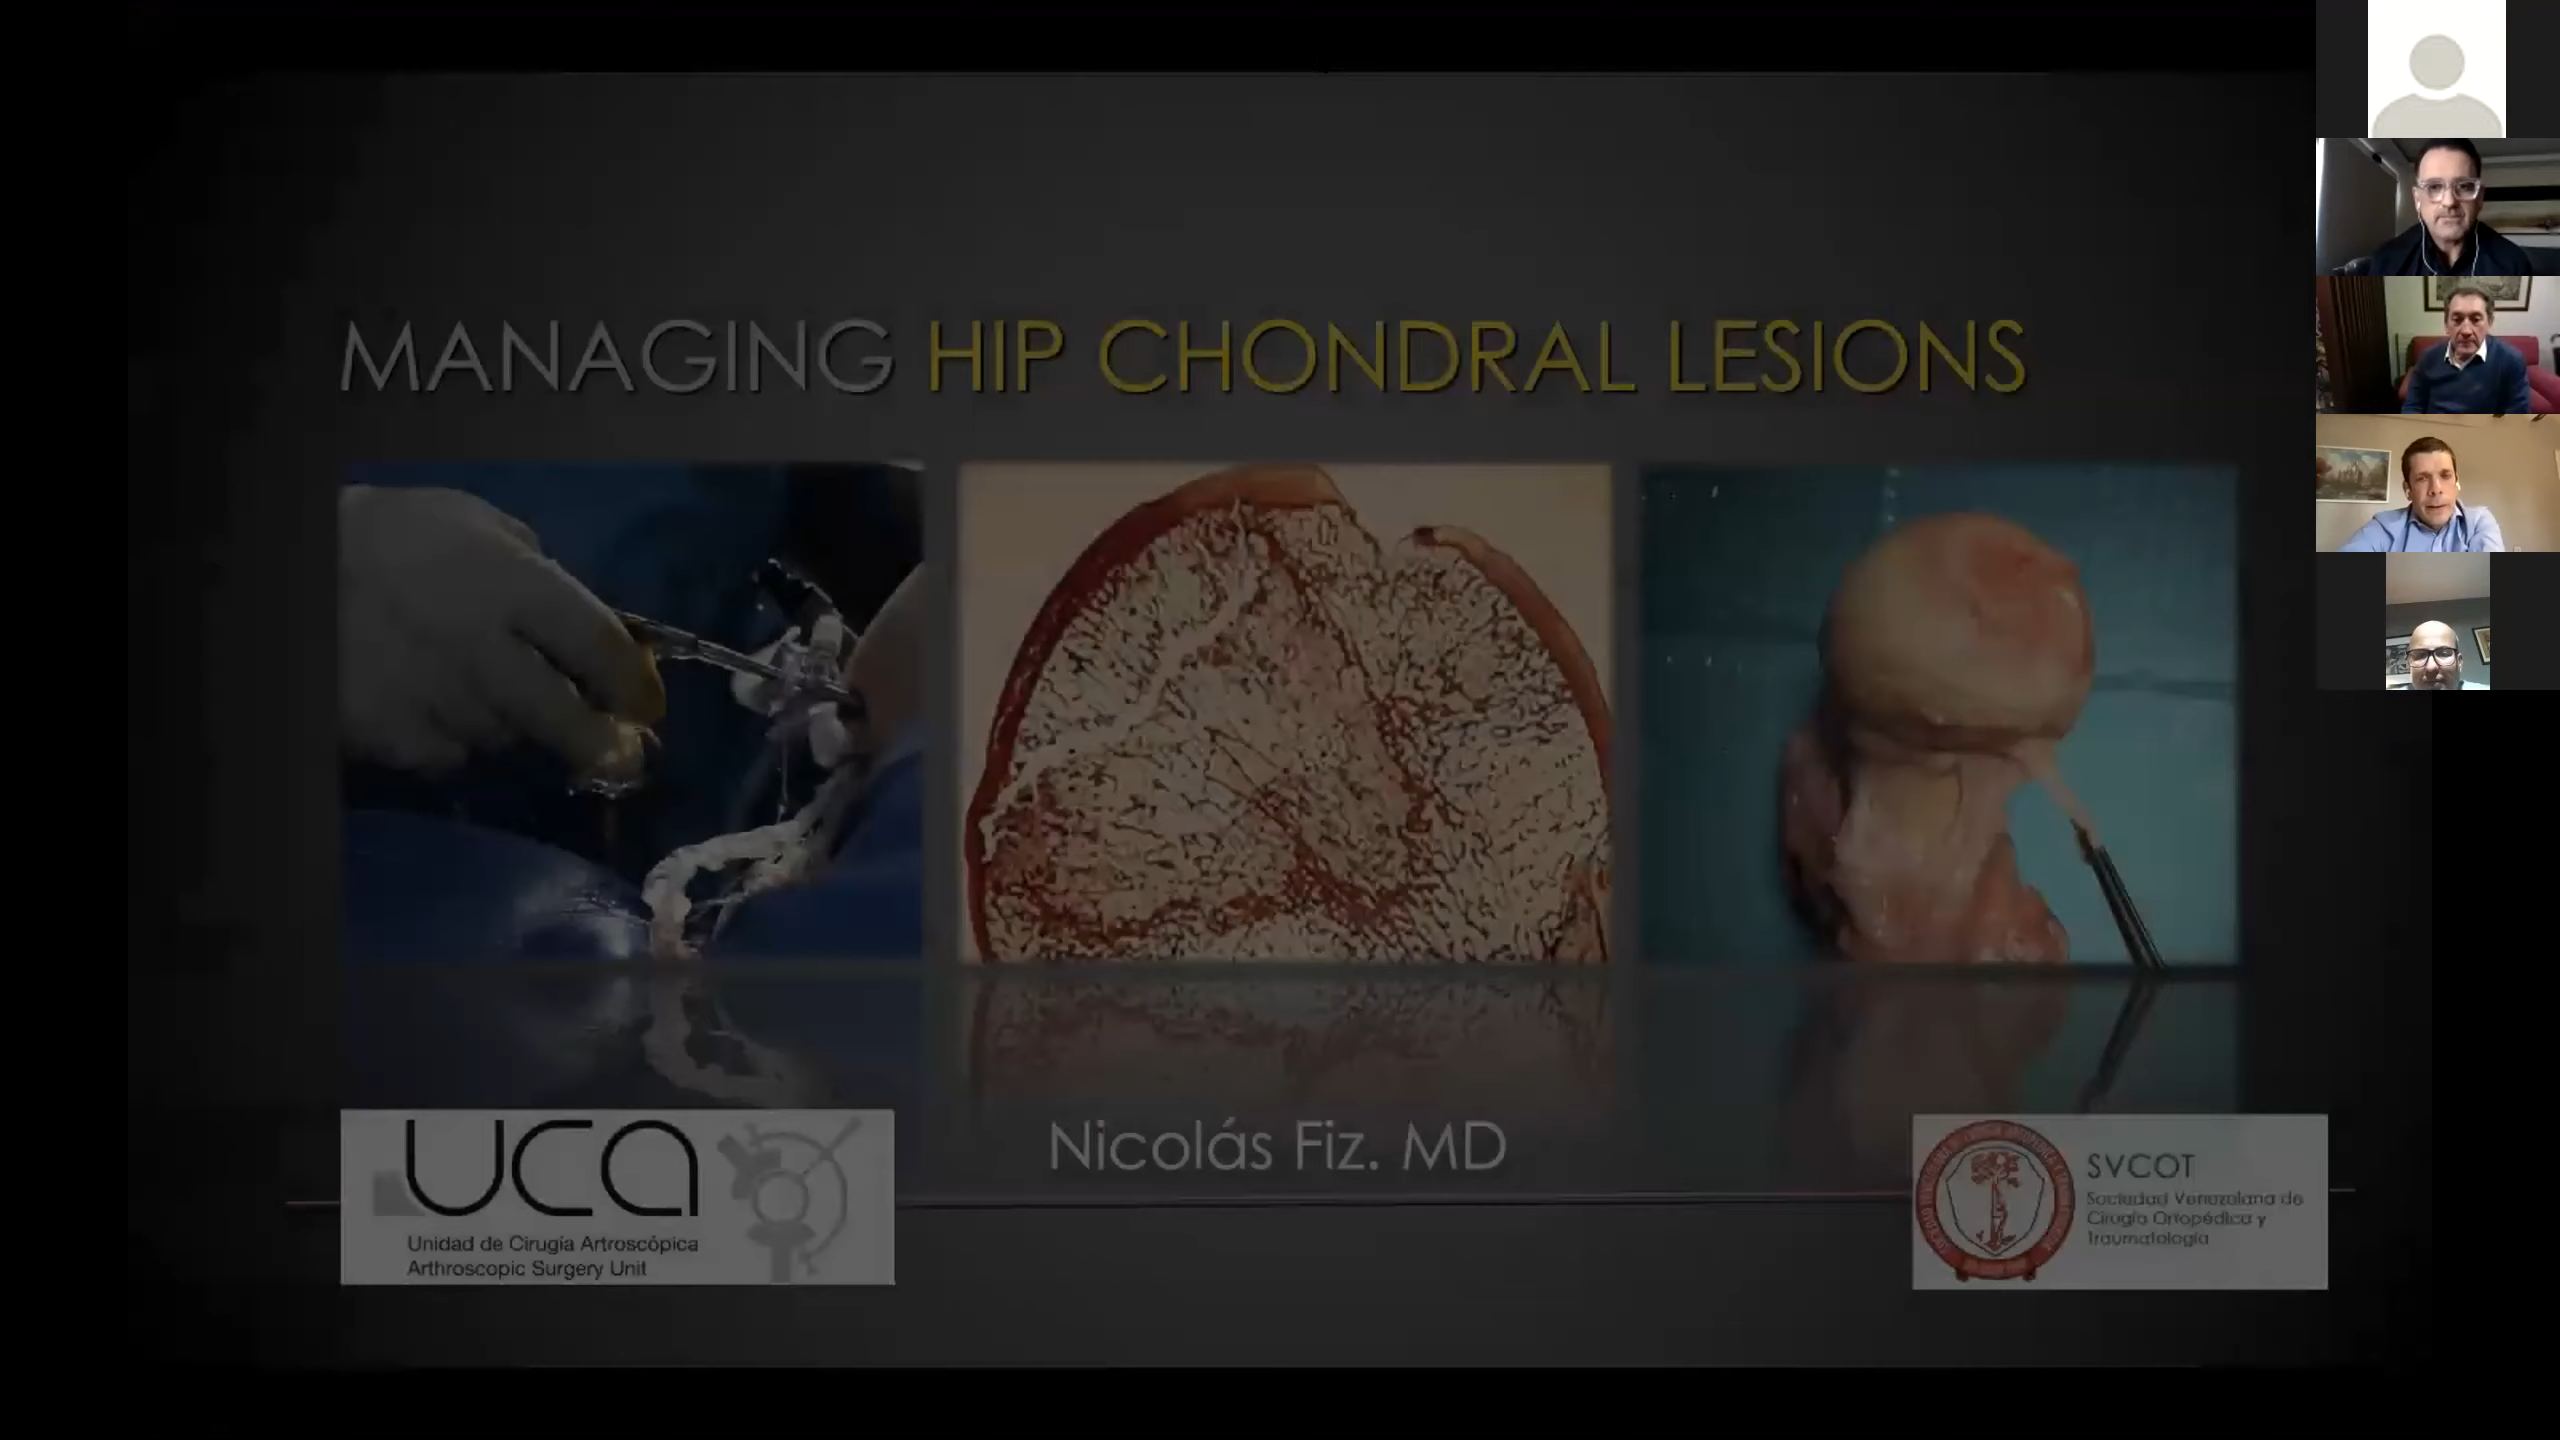 MANAGING HIP CHONDRAL LESIONS
Nicolás Fiz. MD
uca
Unidad de Cirugía Artroscópica
Arthroscopic Surgery Unit
SVCOT
Sociedad Venezolana de
Cirugía Ortopédica y
Traumatología